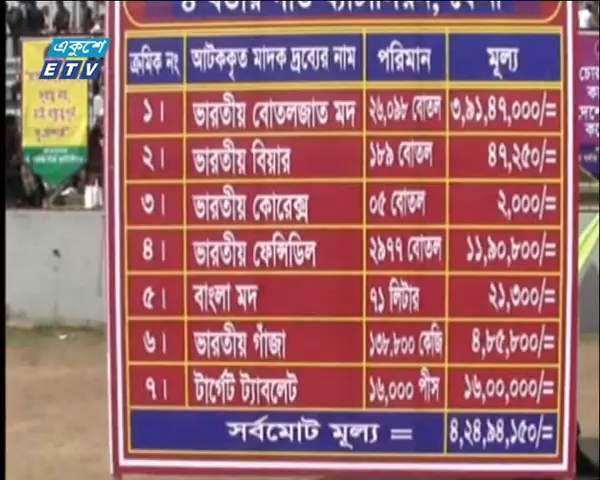 একুশে
ETV
ক্রমিক নং আটককৃত মাদক দ্রব্যের নাম পরিমান মূল্য
১। ভারতীয় বোতলজাত মদ ২৬,০৯৮ বোতল ৩,৯১,৪৭,০০০/=
২। ভারতীয় বিয়ার ১৮৯ বোতল ৪৭,২৫০/=
৩। ভারতীয় কোরেক্স ০৫ বোতল ২,০০০/=
৪। ভারতীয় ফেন্সিডিল ২৯৭৭ বোতল ১১,৯০,৮০০/=
৫। বাংলা মদ ৭১ লিটার ২১,৩০০/=
৬। ভারতীয় গাঁজা ১৩৮.৮০০ কেজি ৪,৮৫,৮০০/=
৭। টার্গেট ট্যাবলেট ১৬,০০০ পীস ১৬,০০,০০০/=
সর্বমোট মূল্য = ৪,২৪,৯৪,১৫০/=